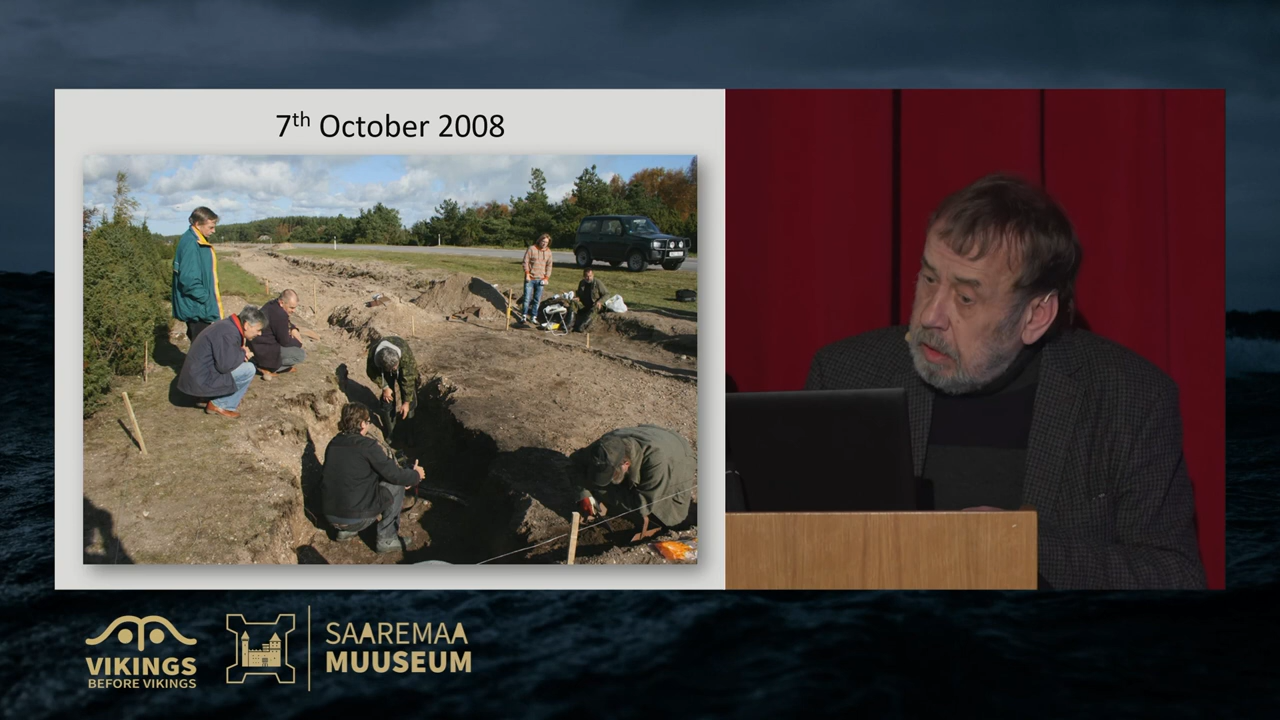 7th October 2008
VIKINGS
BEFORE VIKINGS
SAAREMAA
MUUSEUM